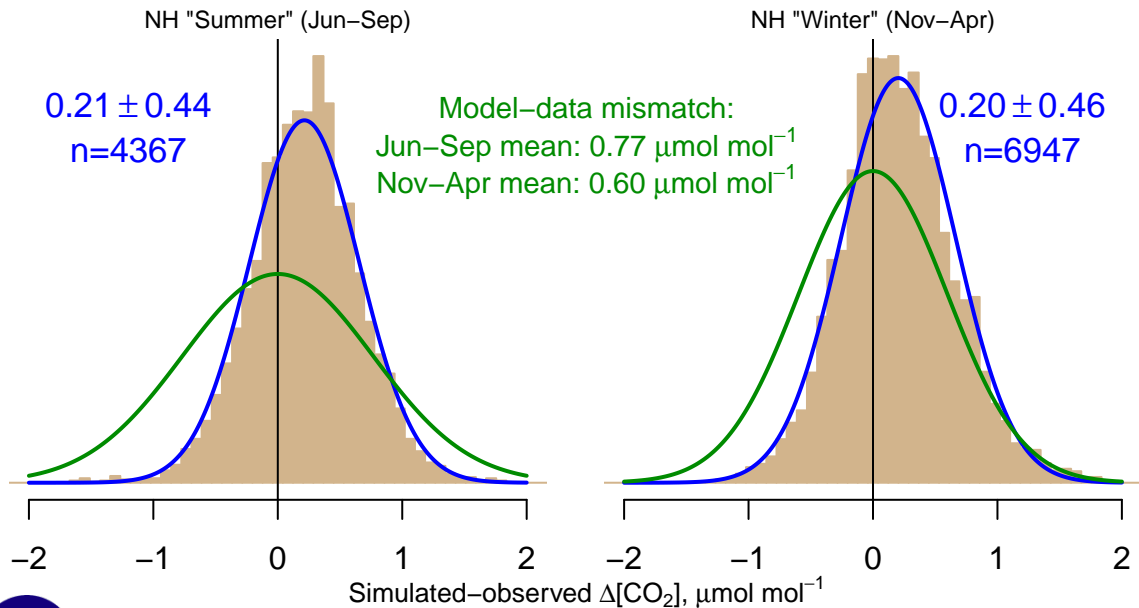 NH "Summer" (Jun−Sep)
NH "Winter" (Nov−Apr)
0.21 ± 0.44
n=4367
Model−data mismatch:
Jun−Sep mean: 0.77 μmol mol⁻¹
Nov−Apr mean: 0.60 μmol mol⁻¹
0.20 ± 0.46
n=6947
−2 −1 0 1 2
−2 −1 0 1 2
Simulated−observed Δ[CO₂], μmol mol⁻¹